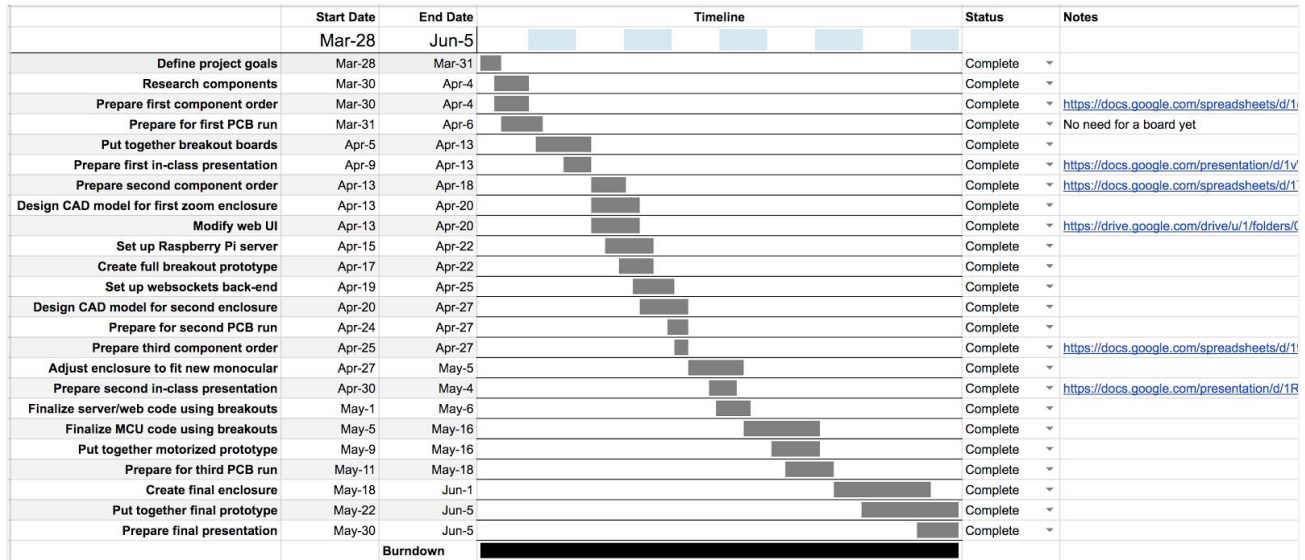 Start Date End Date Timeline Status Notes
Mar-28 Jun-5
Define project goals Mar-28 Mar-31 Complete
Research components Mar-30 Apr-4 Complete
Prepare first component order Mar-30 Apr-4 Complete https://docs.google.com/spreadsheets/d/1
Prepare for first PCB run Mar-31 Apr-6 Complete No need for a board yet
Put together breakout boards Apr-5 Apr-13 Complete
Prepare first in-class presentation Apr-9 Apr-13 Complete https://docs.google.com/presentation/d/1v
Prepare second component order Apr-13 Apr-18 Complete https://docs.google.com/spreadsheets/d/1
Design CAD model for first zoom enclosure Apr-13 Apr-20 Complete
Modify web UI Apr-13 Apr-20 Complete https://drive.google.com/drive/u/1/folders/
Set up Raspberry Pi server Apr-15 Apr-22 Complete
Create full breakout prototype Apr-17 Apr-22 Complete
Set up websockets back-end Apr-19 Apr-25 Complete
Design CAD model for second enclosure Apr-20 Apr-27 Complete
Prepare for second PCB run Apr-24 Apr-27 Complete
Prepare third component order Apr-25 Apr-27 Complete https://docs.google.com/spreadsheets/d/1
Adjust enclosure to fit new monocular Apr-27 May-5 Complete
Prepare second in-class presentation Apr-30 May-4 Complete https://docs.google.com/presentation/d/1R
Finalize server/web code using breakouts May-1 May-6 Complete
Finalize MCU code using breakouts May-5 May-16 Complete
Put together motorized prototype May-9 May-16 Complete
Prepare for third PCB run May-11 May-18 Complete
Create final enclosure May-18 Jun-1 Complete
Put together final prototype May-22 Jun-5 Complete
Prepare final presentation May-30 Jun-5 Complete
Burndown